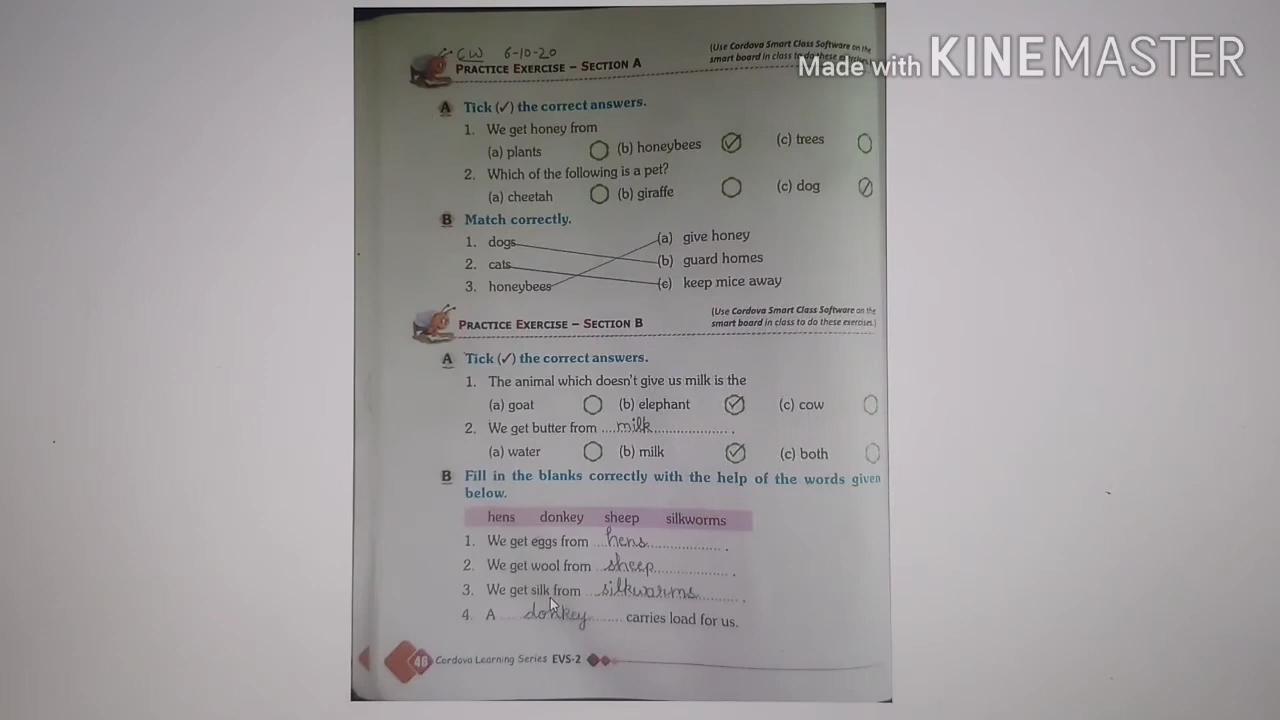 CW 6-10-20
PRACTICE EXERCISE – SECTION A
(Use Cordova Smart Class Software on the
smart board in class to do these exercises)
Made with KINEMASTER
A Tick (✓) the correct answers.
1. We get honey from
(a) plants (b) honeybees ✓ (c) trees
2. Which of the following is a pet?
(a) cheetah (b) giraffe (c) dog ✓
B Match correctly.
1. dogs (a) give honey
2. cats (b) guard homes
3. honeybees (c) keep mice away
PRACTICE EXERCISE – SECTION B
(Use Cordova Smart Class Software on the
smart board in class to do these exercises)
A Tick (✓) the correct answers.
1. The animal which doesn't give us milk is the
(a) goat (b) elephant ✓ (c) cow
2. We get butter from ....milk.................... .
(a) water (b) milk ✓ (c) both
B Fill in the blanks correctly with the help of the words given
below.
hens donkey sheep silkworms
1. We get eggs from ...hens................... .
2. We get wool from ...sheep................... .
3. We get silk from ...silkwarms........... .
4. A ....donkey........ carries load for us.
48 Cordova Learning Series EVS-2